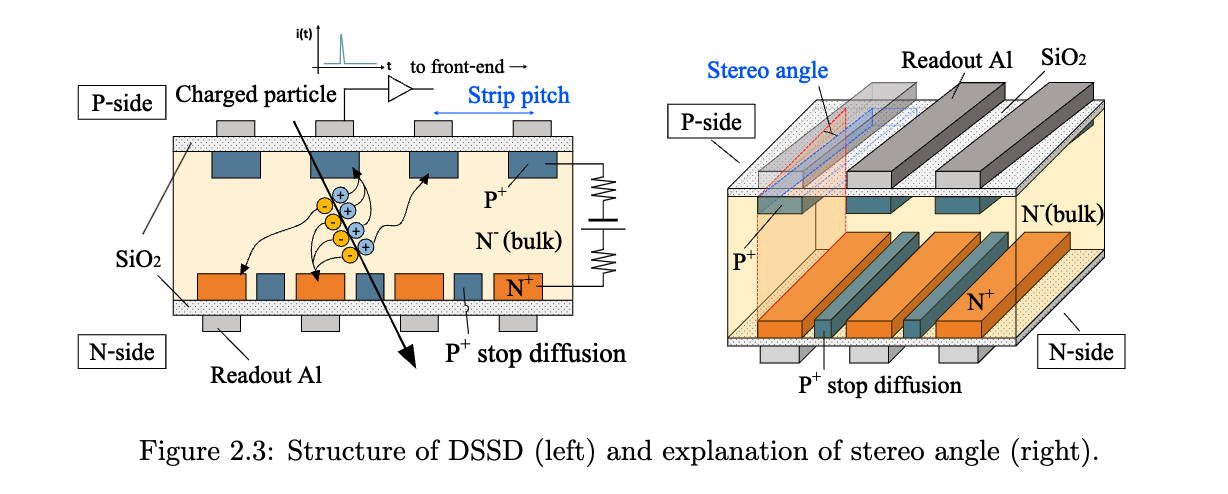 i(t)
t
to front-end →
P-side
Charged particle
Strip pitch
P+
N-(bulk)
SiO2
N+
N-side
P+ stop diffusion
Readout Al
+
+
+
+
-
-
-
-
Stereo angle
Readout Al
SiO2
P-side
N-(bulk)
P+
N+
N-side
P+ stop diffusion
Figure 2.3: Structure of DSSD (left) and explanation of stereo angle (right).